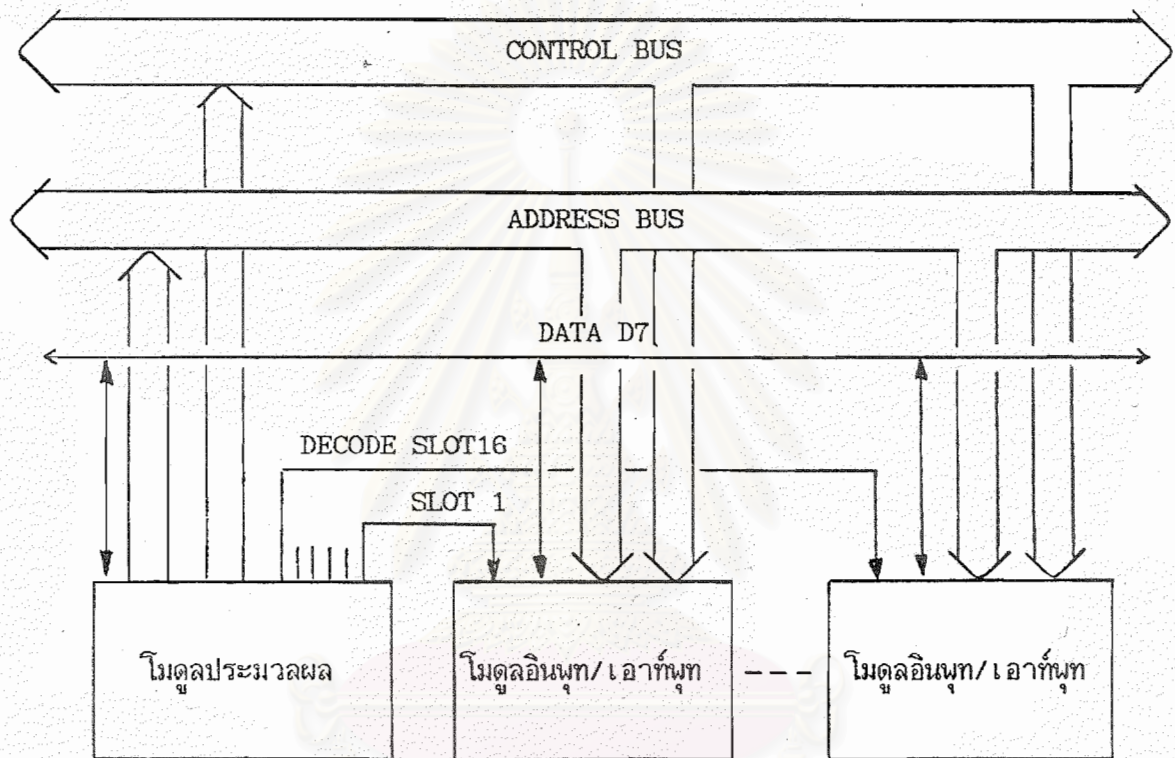 CONTROL BUS
ADDRESS BUS
DATA D7
DECODE SLOT16
SLOT 1
โมดูลประมวลผล
โมดูลอินพุท/เอาท์พุท
โมดูลอินพุท/เอาท์พุท